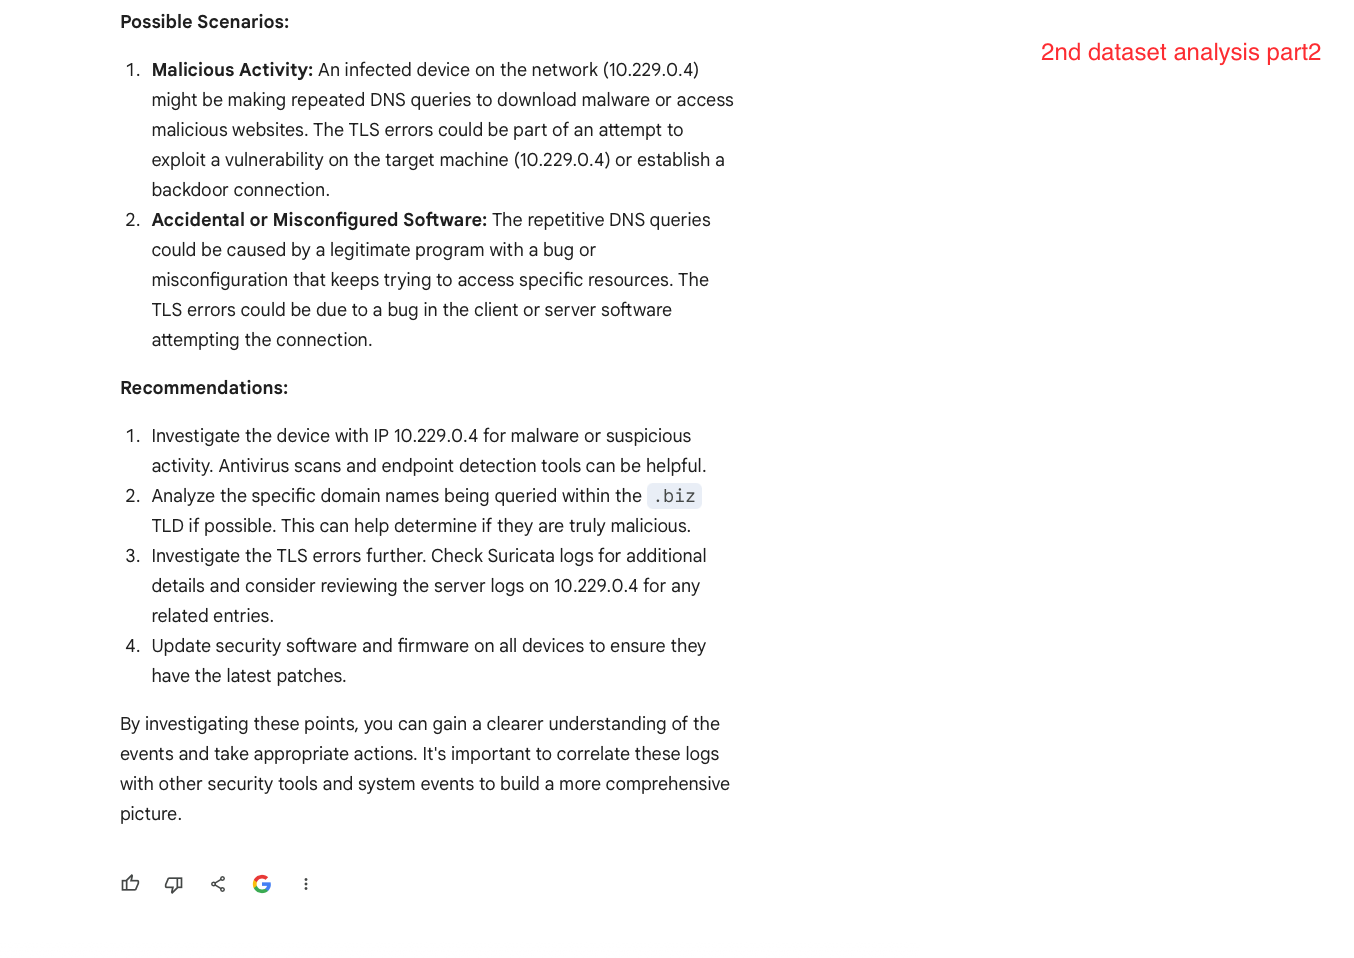 Possible Scenarios:
2nd dataset analysis part2
1. Malicious Activity: An infected device on the network (10.229.0.4)
might be making repeated DNS queries to download malware or access
malicious websites. The TLS errors could be part of an attempt to
exploit a vulnerability on the target machine (10.229.0.4) or establish a
backdoor connection.
2. Accidental or Misconfigured Software: The repetitive DNS queries
could be caused by a legitimate program with a bug or
misconfiguration that keeps trying to access specific resources. The
TLS errors could be due to a bug in the client or server software
attempting the connection.
Recommendations:
1. Investigate the device with IP 10.229.0.4 for malware or suspicious
activity. Antivirus scans and endpoint detection tools can be helpful.
2. Analyze the specific domain names being queried within the .biz
TLD if possible. This can help determine if they are truly malicious.
3. Investigate the TLS errors further. Check Suricata logs for additional
details and consider reviewing the server logs on 10.229.0.4 for any
related entries.
4. Update security software and firmware on all devices to ensure they
have the latest patches.
By investigating these points, you can gain a clearer understanding of the
events and take appropriate actions. It's important to correlate these logs
with other security tools and system events to build a more comprehensive
picture.